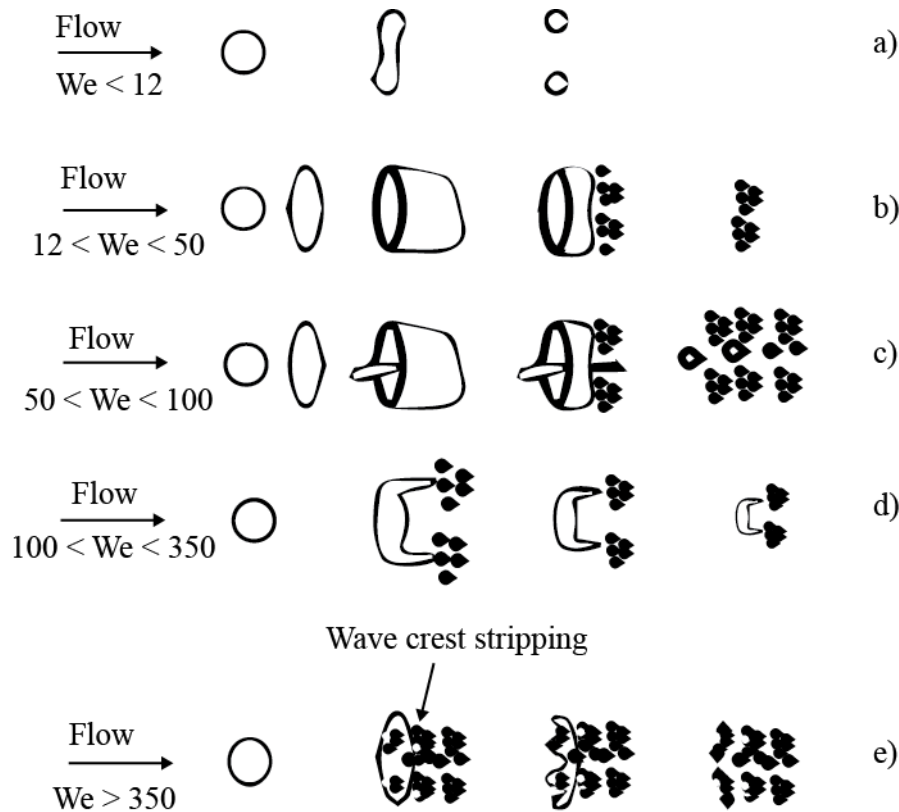 Flow
We < 12
a)
Flow
12 < We < 50
b)
Flow
50 < We < 100
c)
Flow
100 < We < 350
d)
Wave crest stripping
Flow
We > 350
e)